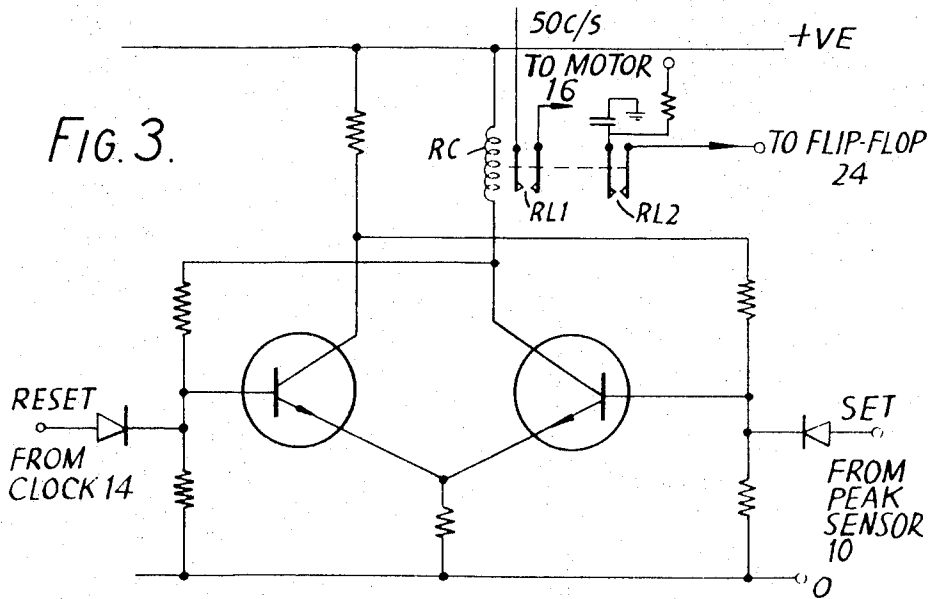 50C/S
+VE
TO MOTOR
16
FIG. 3.
RC
TO FLIP-FLOP
24
RL1
RL2
RESET
FROM
CLOCK 14
SET
FROM
PEAK
SENSOR
10
0